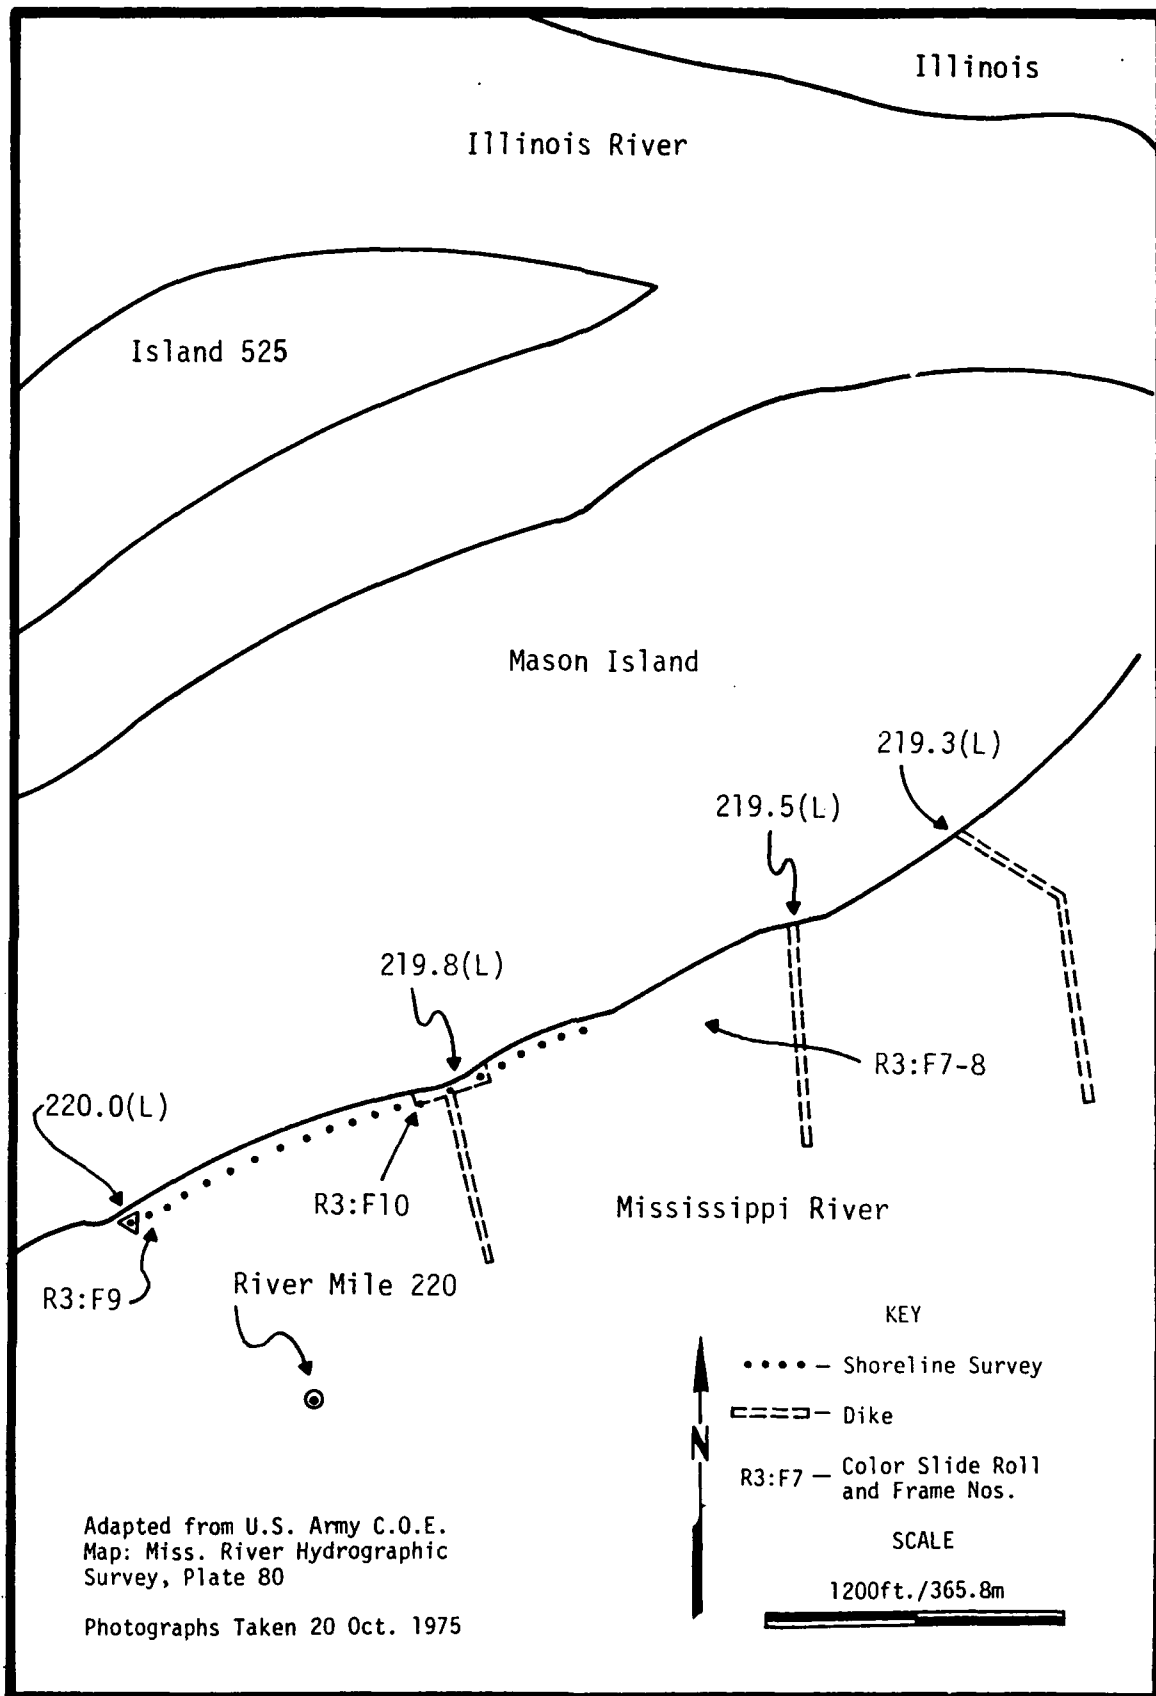 Illinois
Illinois River
Island 525
Mason Island
219.3(L)
219.5(L)
219.8(L)
R3:F7-8
220.0(L)
R3:F10
Mississippi River
R3:F9
River Mile 220
KEY
.... — Shoreline Survey
— Dike
N
R3:F7 — Color Slide Roll
and Frame Nos.
Adapted from U.S. Army C.O.E.
Map: Miss. River Hydrographic
Survey, Plate 80
Photographs Taken 20 Oct. 1975
SCALE
1200ft./365.8m